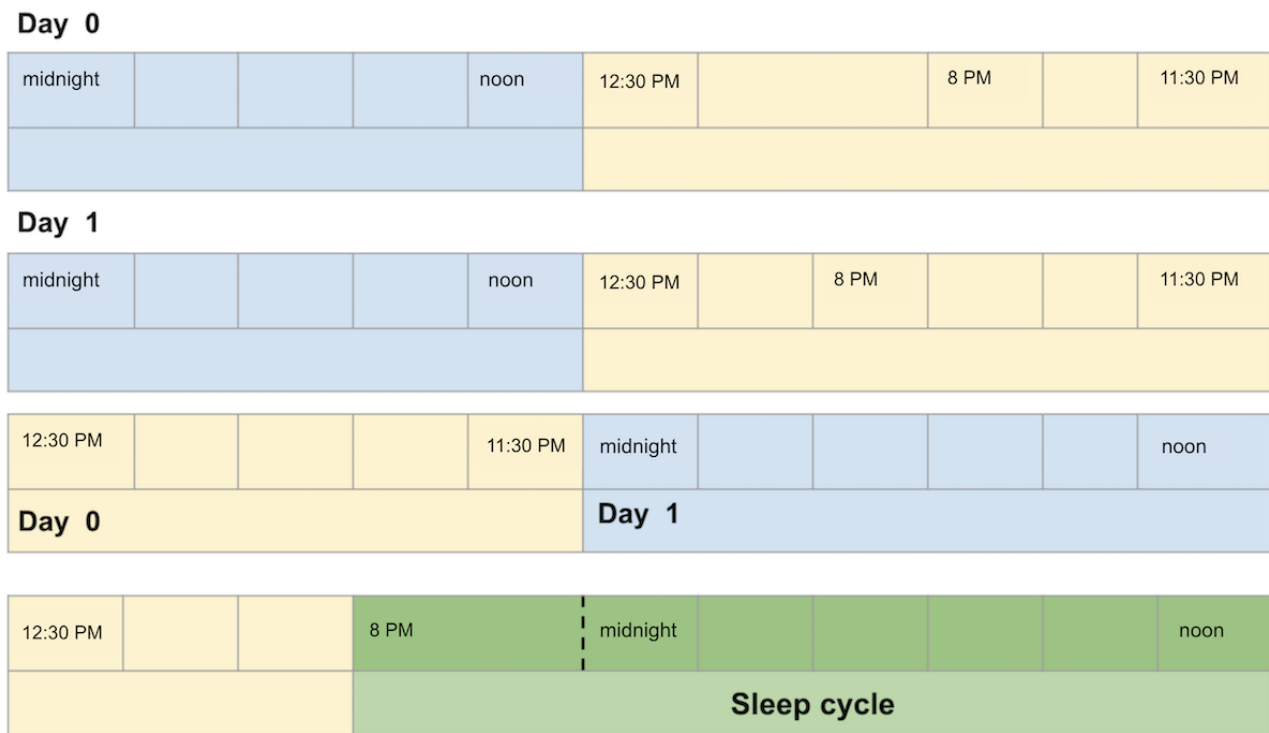 Day 0
midnight noon 12:30 PM 8 PM 11:30 PM
Day 1
midnight noon 12:30 PM 8 PM 11:30 PM
12:30 PM 11:30 PM midnight noon
Day 0 Day 1
12:30 PM 8 PM midnight noon
Sleep cycle